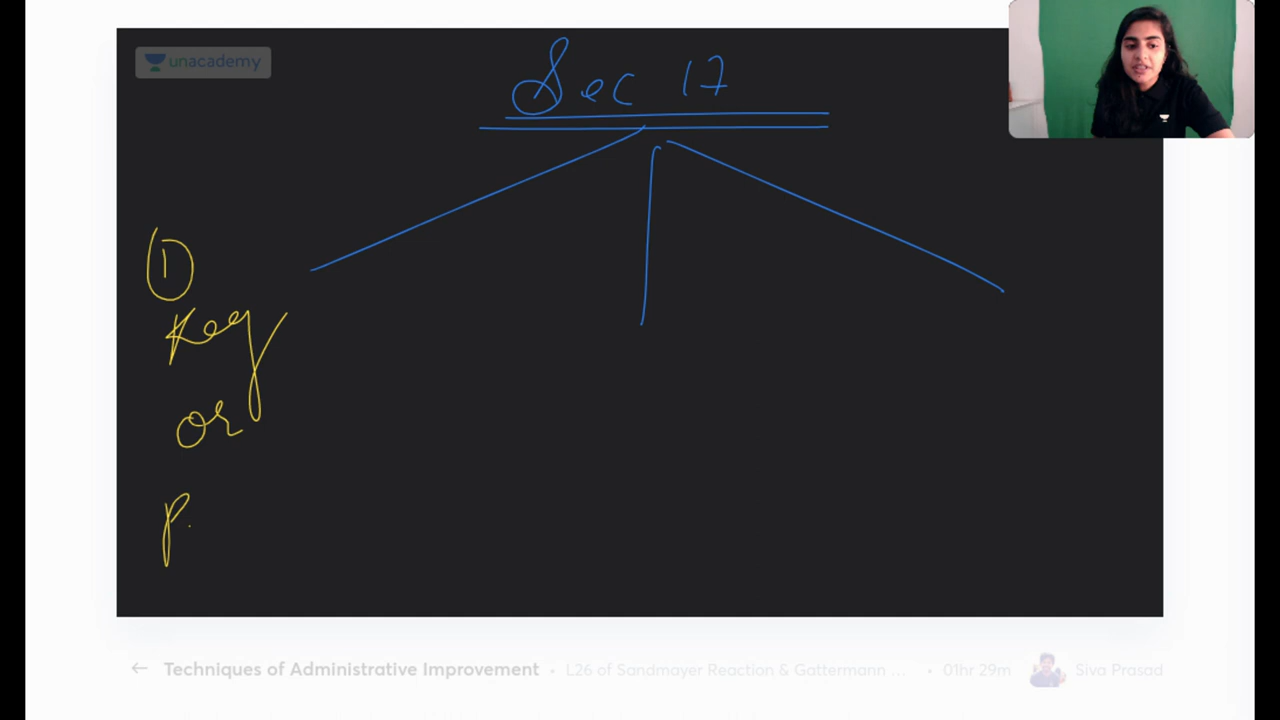 unacademy
Sec 17
1
Key
or
P
← Techniques of Administrative Improvement • L26 of Sandmayer Reaction & Gattermann ... • 01hr 29m Siva Prasad